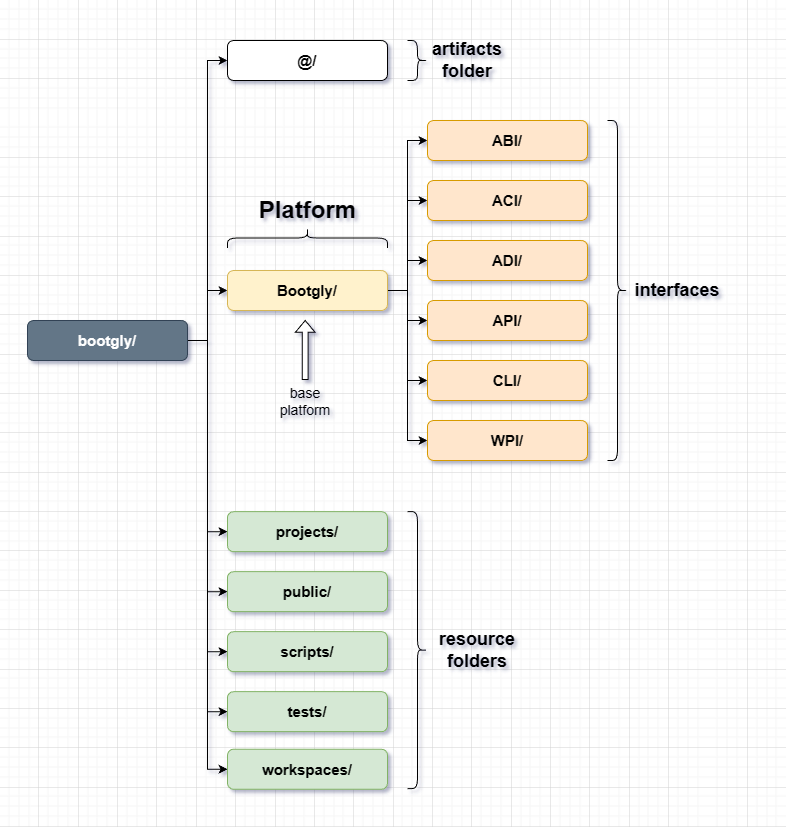 @/
artifacts
folder
ABI/
ACI/
Platform
ADI/
Bootgly/
interfaces
API/
bootgly/
CLI/
base
platform
WPI/
projects/
public/
resource
folders
scripts/
tests/
workspaces/